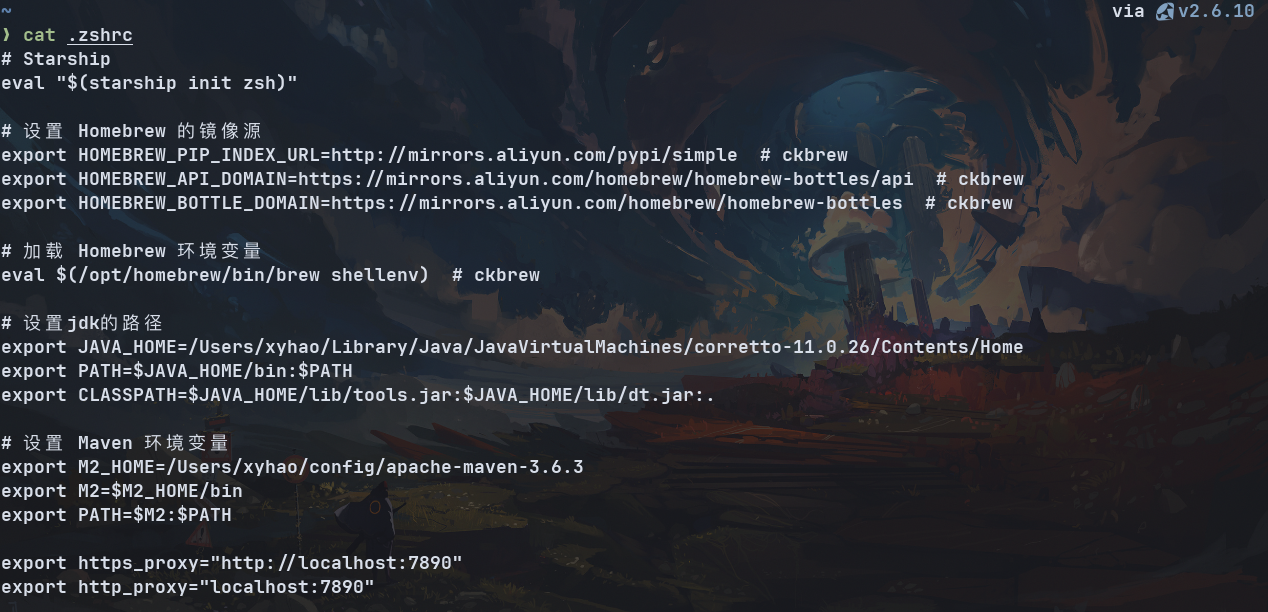 ~ via v2.6.10
❯ cat .zshrc
# Starship
eval "$(starship init zsh)"
# 设置 Homebrew 的镜像源
export HOMEBREW_PIP_INDEX_URL=http://mirrors.aliyun.com/pypi/simple  # ckbrew
export HOMEBREW_API_DOMAIN=https://mirrors.aliyun.com/homebrew/homebrew-bottles/api  # ckbrew
export HOMEBREW_BOTTLE_DOMAIN=https://mirrors.aliyun.com/homebrew/homebrew-bottles  # ckbrew
# 加载 Homebrew 环境变量
eval $(/opt/homebrew/bin/brew shellenv)  # ckbrew
# 设置jdk的路径
export JAVA_HOME=/Users/xyhao/Library/Java/JavaVirtualMachines/corretto-11.0.26/Contents/Home
export PATH=$JAVA_HOME/bin:$PATH
export CLASSPATH=$JAVA_HOME/lib/tools.jar:$JAVA_HOME/lib/dt.jar:.
# 设置 Maven 环境变量
export M2_HOME=/Users/xyhao/config/apache-maven-3.6.3
export M2=$M2_HOME/bin
export PATH=$M2:$PATH
export https_proxy="http://localhost:7890"
export http_proxy="localhost:7890"